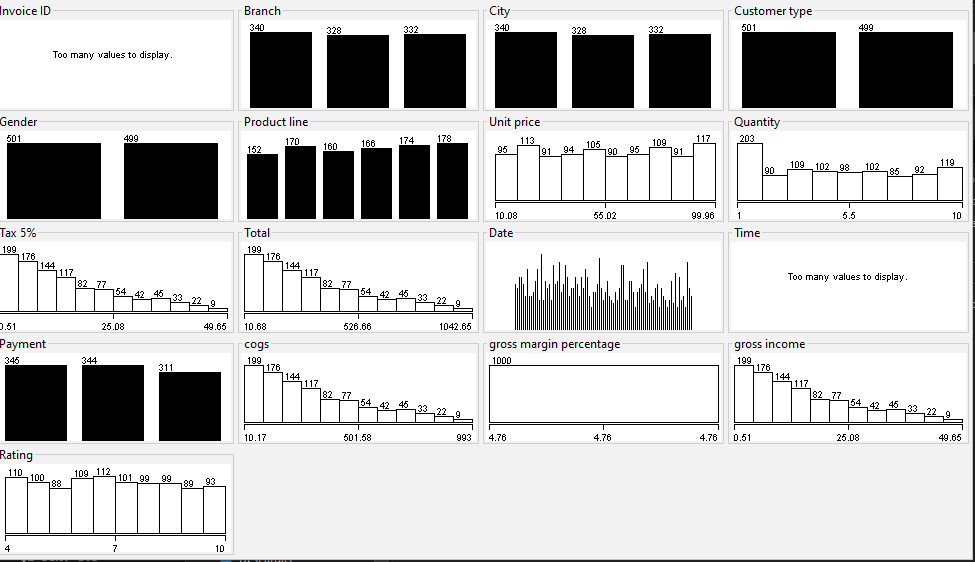 Invoice ID
Too many values to display.
Branch
340 328 332
City
340 328 332
Customer type
501 499
Gender
501 499
Product line
152 170 160 166 174 178
Unit price
95 113 91 94 105 90 95 109 91 117
10.08 55.02 99.96
Quantity
203 90 109 102 98 102 85 92 119
1 5.5 10
Tax 5%
199 176 144 117 82 77 54 42 45 33 22 9
0.51 25.08 49.65
Total
199 176 144 117 82 77 54 42 45 33 22 9
10.68 526.66 1042.65
Date
Time
Too many values to display.
Payment
345 344 311
cogs
199 176 144 117 82 77 54 42 45 33 22 9
10.17 501.58 993
gross margin percentage
1000
4.76 4.76 4.76
gross income
199 176 144 117 82 77 54 42 45 33 22 9
0.51 25.08 49.65
Rating
110 100 88 109 112 101 99 99 89 93
4 7 10